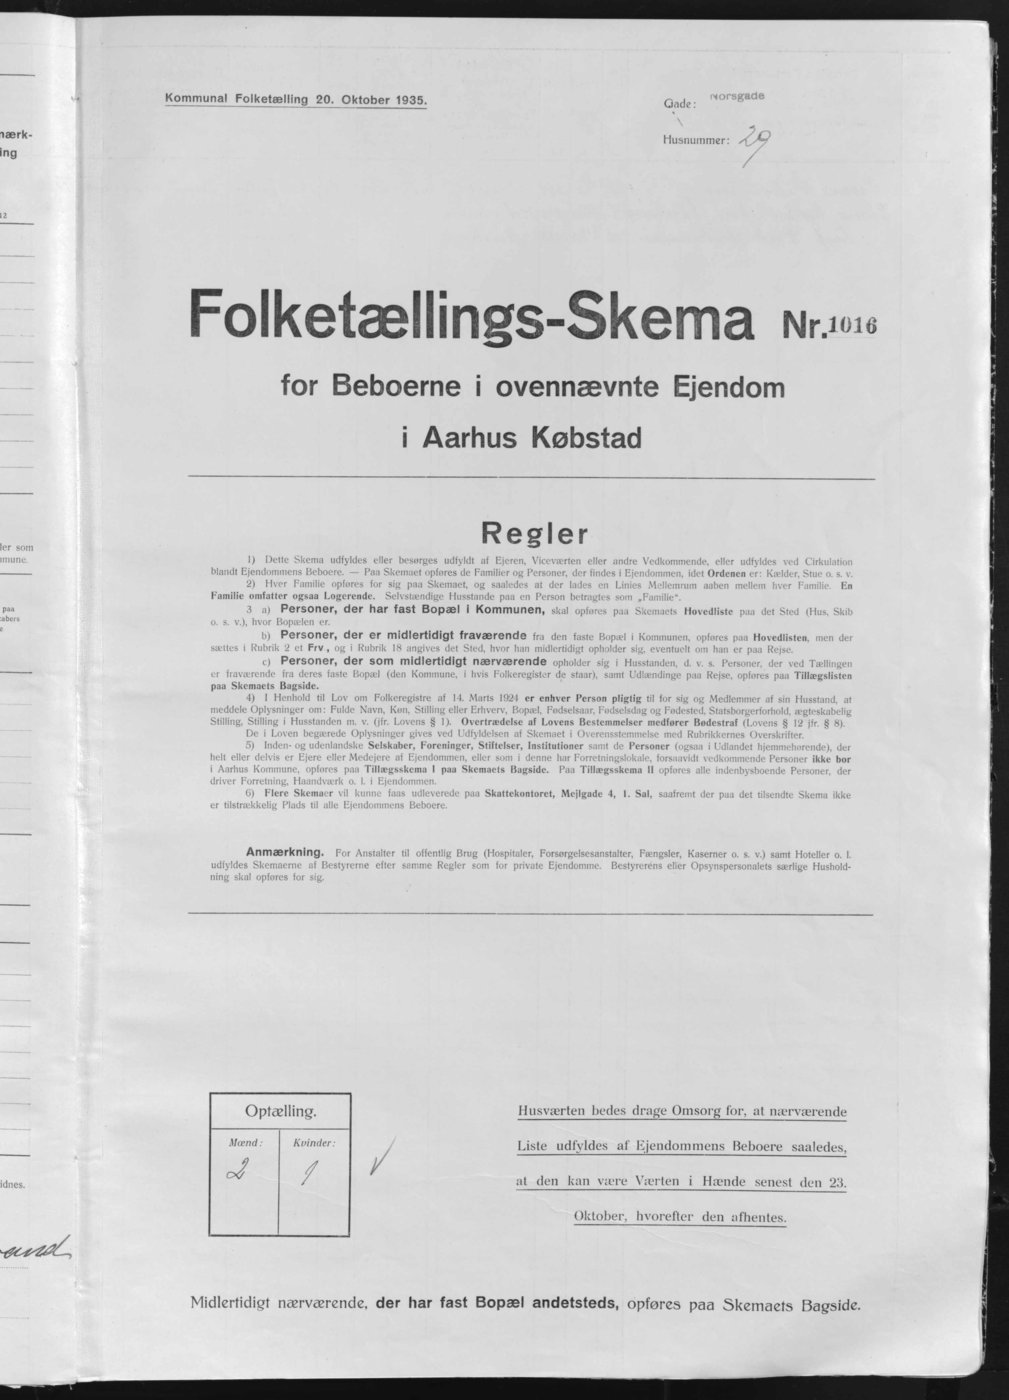 Kommunal Folketælling 20. Oktober 1935.
Gade: Norsgade
Husnummer: 29
Folketællings-Skema Nr. 1016
for Beboerne i ovennævnte Ejendom
i Aarhus Købstad
Regler
1) Dette Skema udfyldes eller besørges udfyldt af Ejeren, Viceværten eller andre Vedkommende, eller udfyldes ved Cirkulation
blandt Ejendommens Beboere. — Paa Skemaet opføres de Familier og Personer, der findes i Ejendommen, idet Ordenen er: Kælder, Stue o. s. v.
2) Hver Familie opføres for sig paa Skemaet, og saaledes at der lades en Linies Mellemrum aaben mellem hver Familie. En
Familie omfatter ogsaa Logerende. Selvstændige Husstande paa en Person betragtes som „Familie".
3 a) Personer, der har fast Bopæl i Kommunen, skal opføres paa Skemaets Hovedliste paa det Sted (Hus, Skib
o. s. v.), hvor Bopælen er.
b) Personer, der er midlertidigt fraværende fra den faste Bopæl i Kommunen, opføres paa Hovedlisten, men der
sættes i Rubrik 2 et Frv., og i Rubrik 18 angives det Sted, hvor han midlertidigt opholder sig, eventuelt om han er paa Rejse.
c) Personer, der som midlertidigt nærværende opholder sig i Husstanden, d. v. s. Personer, der ved Tællingen
er fraværende fra deres faste Bopæl (den Kommune, i hvis Folkeregister de staar), samt Udlændinge paa Rejse, opføres paa Tillægslisten
paa Skemaets Bagside.
4) I Henhold til Lov om Folkeregistre af 14. Marts 1924 er enhver Person pligtig til for sig og Medlemmer af sin Husstand, at
meddele Oplysninger om: Fulde Navn, Køn, Stilling eller Erhverv, Bopæl, Fødselsaar, Fødselsdag og Fødested, Statsborgerforhold, ægteskabelig
Stilling, Stilling i Husstanden m. v. (jfr. Lovens § 1). Overtrædelse af Lovens Bestemmelser medfører Bødestraf (Lovens § 12 jfr. § 8).
De i Loven begærede Oplysninger gives ved Udfyldelsen af Skemaet i Overensstemmelse med Rubrikkernes Overskrifter.
5) Inden- og udenlandske Selskaber, Foreninger, Stiftelser, Institutioner samt de Personer (ogsaa i Udlandet hjemmehørende), der
helt eller delvis er Ejere eller Medejere af Ejendommen, eller som i denne har Forretningslokale, forsaavidt vedkommende Personer ikke bor
i Aarhus Kommune, opføres paa Tillægsskema I paa Skemaets Bagside. Paa Tillægsskema II opføres alle indenbysboende Personer, der
driver Forretning, Haandværk o. l. i Ejendommen.
6) Flere Skemaer vil kunne faas udleverede paa Skattekontoret, Mejlgade 4, 1. Sal, saafremt der paa det tilsendte Skema ikke
er tilstrækkelig Plads til alle Ejendommens Beboere.
Anmærkning. For Anstalter til offentlig Brug (Hospitaler, Forsørgelsesanstalter, Fængsler, Kaserner o. s. v.) samt Hoteller o. l.
udfyldes Skemaerne af Bestyrerne efter samme Regler som for private Ejendomme. Bestyrerens eller Opsynspersonalets særlige Hushold-
ning skal opføres for sig.
Optælling.
Mænd: Kvinder:
2 1
Husværten bedes drage Omsorg for, at nærværende
Liste udfyldes af Ejendommens Beboere saaledes,
at den kan være Værten i Hænde senest den 23.
Oktober, hvorefter den afhentes.
Midlertidigt nærværende, der har fast Bopæl andetsteds, opføres paa Skemaets Bagside.